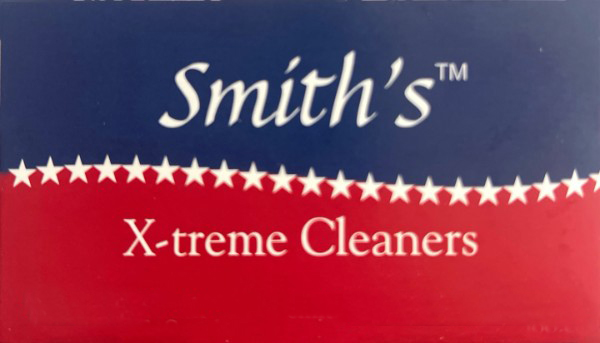 Smith's™
X-treme Cleaners